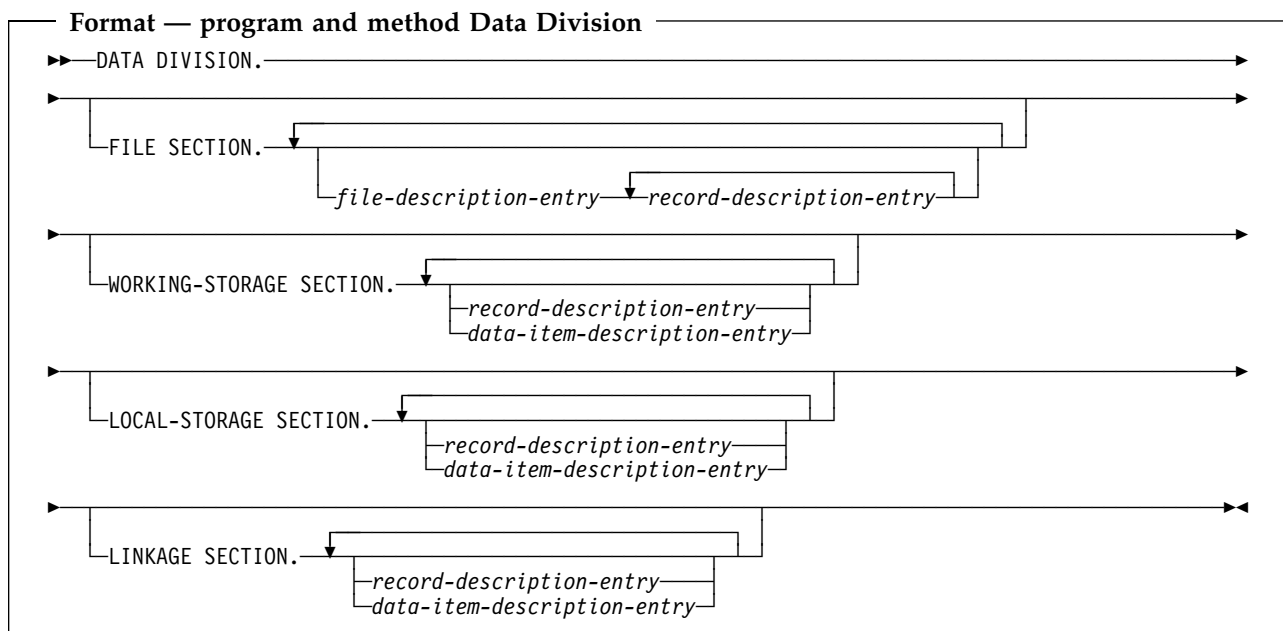 Format — program and method Data Division
DATA DIVISION.
FILE SECTION.
file-description-entry record-description-entry
WORKING-STORAGE SECTION.
record-description-entry
data-item-description-entry
LOCAL-STORAGE SECTION.
record-description-entry
data-item-description-entry
LINKAGE SECTION.
record-description-entry
data-item-description-entry